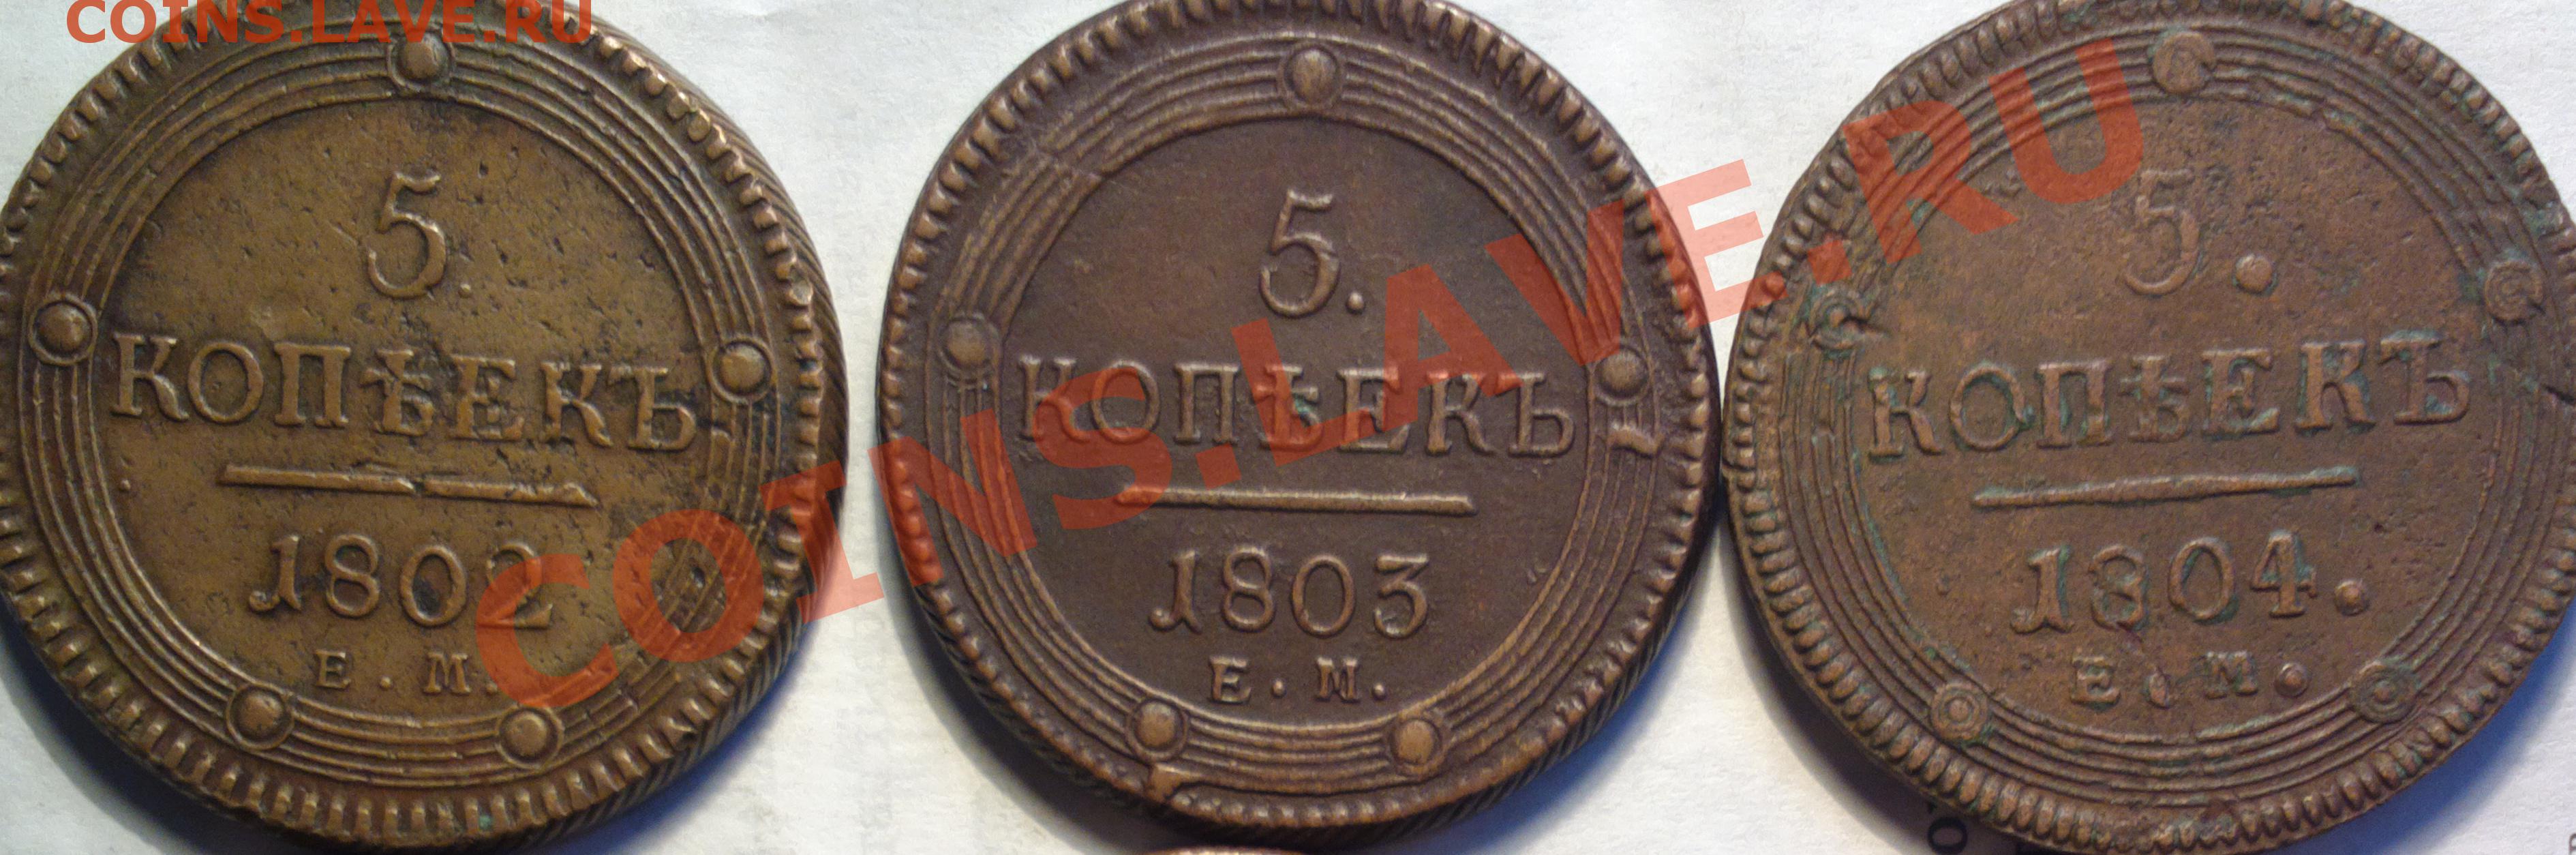 COINS.LAVE.RU
5.
КОПѢЕКЪ
1802
Е. М.
5.
КОПѢЕКЪ
1803
Е. М.
5.
КОПѢЕКЪ
1804.
Е. М.
COINS.LAVE.RU